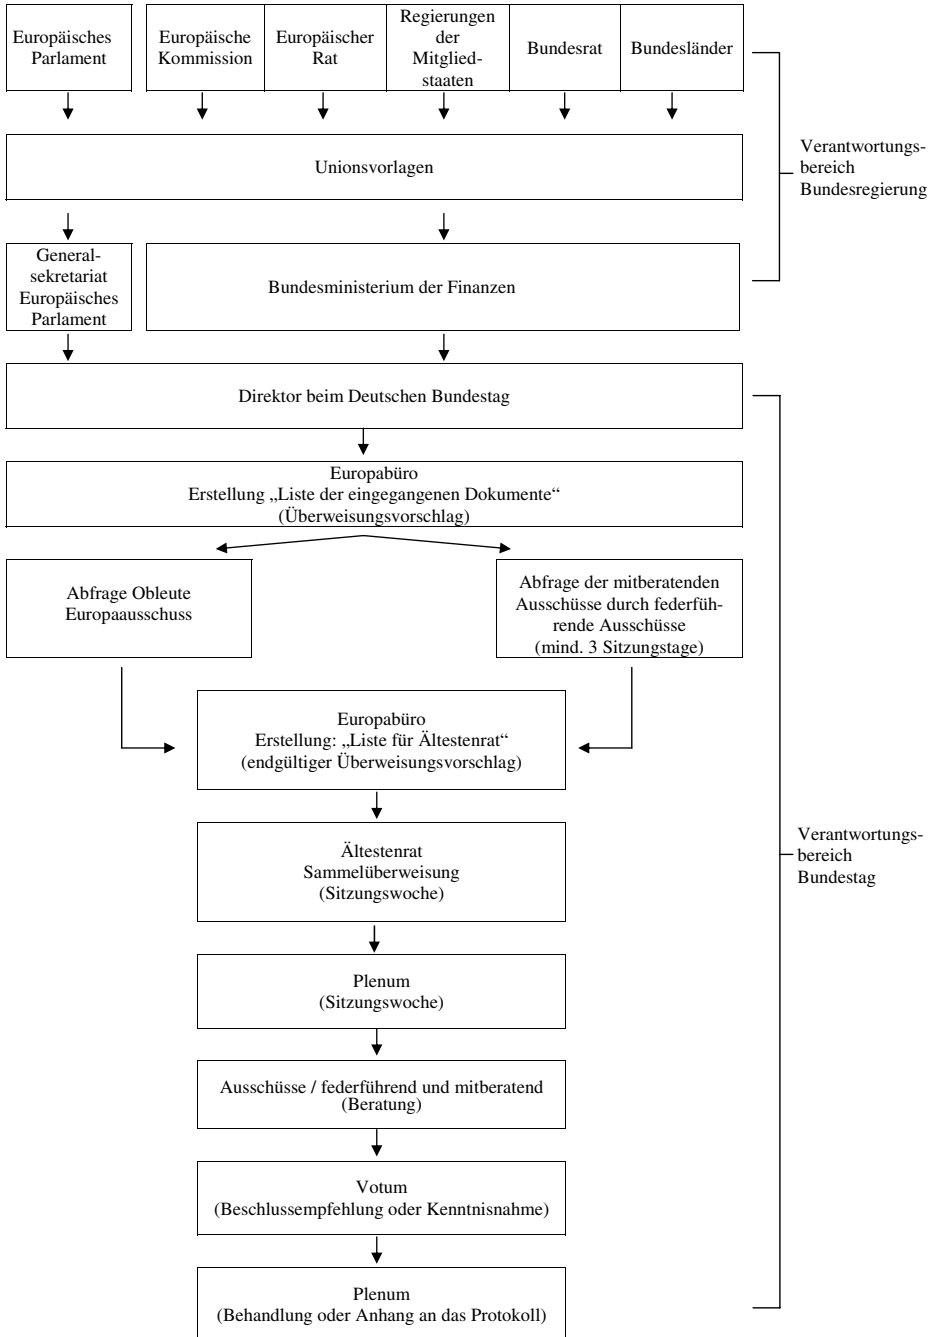 Europäisches
Parlament
Europäische
Kommission
Europäischer
Rat
Regierungen
der
Mitglied-
staaten
Bundesrat
Bundesländer
Verantwortungs-
bereich
Bundesregierung
Unionsvorlagen
General-
sekretariat
Europäisches
Parlament
Bundesministerium der Finanzen
Direktor beim Deutschen Bundestag
Europabüro
Erstellung „Liste der eingegangenen Dokumente“
(Überweisungsvorschlag)
Abfrage Obleute
Europaausschuss
Abfrage der mitberatenden
Ausschüsse durch federfüh-
rende Ausschüsse
(mind. 3 Sitzungstage)
Europabüro
Erstellung: „Liste für Ältestenrat“
(endgültiger Überweisungsvorschlag)
Ältestenrat
Sammelüberweisung
(Sitzungswoche)
Verantwortungs-
bereich
Bundestag
Plenum
(Sitzungswoche)
Ausschüsse / federführend und mitberatend
(Beratung)
Votum
(Beschlussempfehlung oder Kenntnisnahme)
Plenum
(Behandlung oder Anhang an das Protokoll)